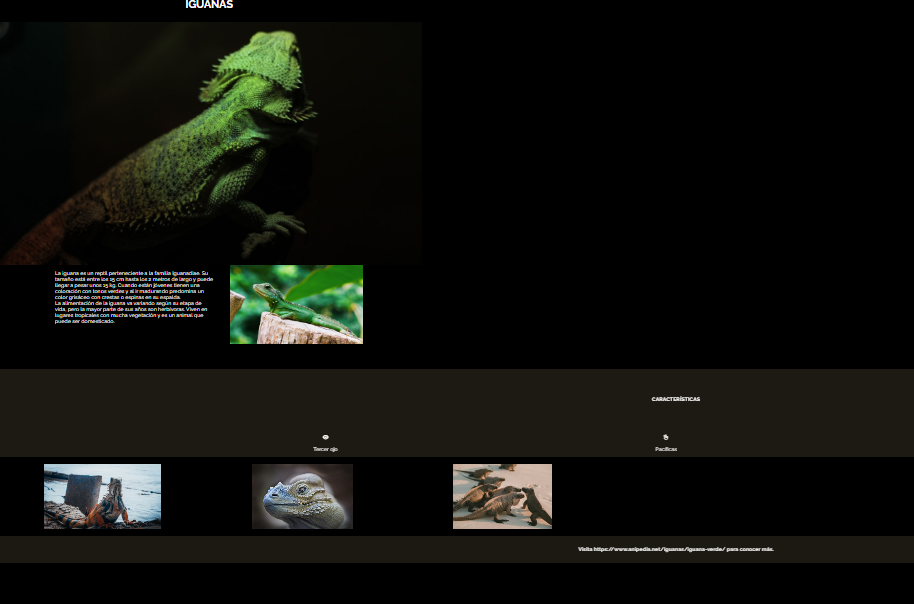 IGUANAS
La iguana es un reptil perteneciente a la familia iguanadiae. Su
tamaño está entre los 15 cm hasta los 2 metros de largo y puede
llegar a pesar unos 15 kg. Cuando están jóvenes tienen una
coloración con tonos verdes y al ir madurando predomina un
color grisáceo con crestas o espinas en su espalda.
La alimentación de la iguana va variando según su etapa de
vida, pero la mayor parte de sus años son herbívoras. Viven en
lugares tropicales con mucha vegetación y es un animal que
puede ser domesticado.
CARACTERÍSTICAS
Tercer ojo
Pacíficas
Visita https://www.anipedia.net/iguanas/iguana-verde/ para conocer más.